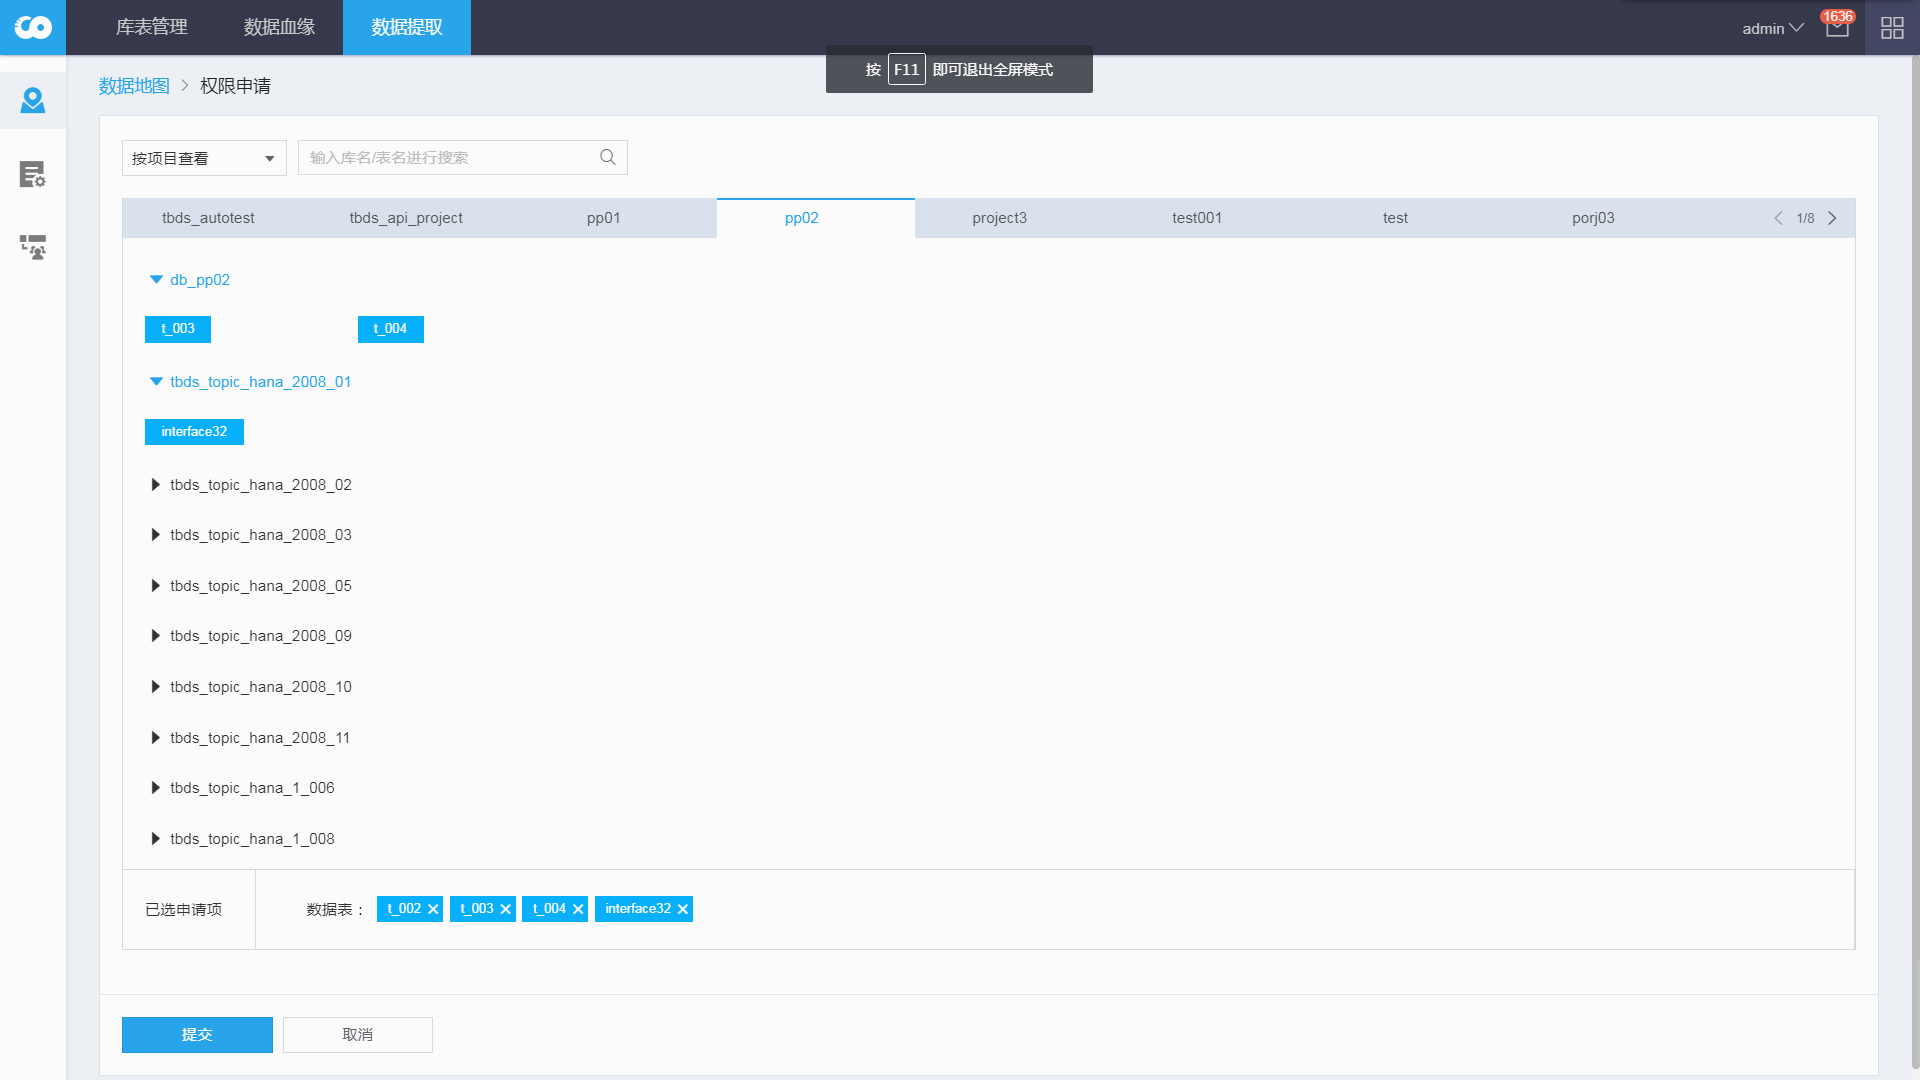 库表管理 数据血缘 数据提取 admin 1636
按 F11 即可退出全屏模式
数据地图 > 权限申请
按项目查看 输入库名/表名进行搜索
tbds_autotest tbds_api_project pp01 pp02 project3 test001 test porj03 1/8
db_pp02
t_003 t_004
tbds_topic_hana_2008_01
interface32
tbds_topic_hana_2008_02
tbds_topic_hana_2008_03
tbds_topic_hana_2008_05
tbds_topic_hana_2008_09
tbds_topic_hana_2008_10
tbds_topic_hana_2008_11
tbds_topic_hana_1_006
tbds_topic_hana_1_008
已选申请项 数据表： t_002 t_003 t_004 interface32
提交 取消